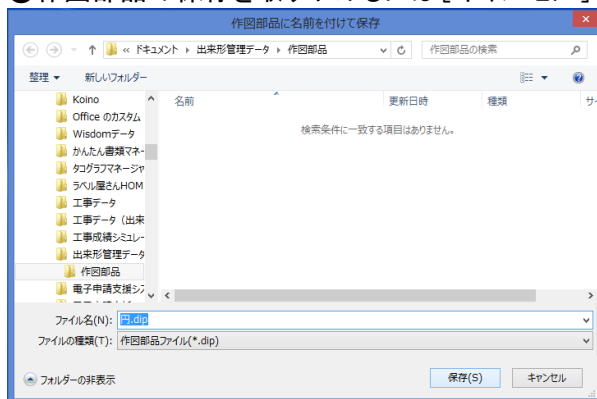 作図部品に名前を付けて保存
« ドキュメント ▸ 出来形管理データ ▸ 作図部品
作図部品の検索
整理 ▼ 新しいフォルダー
名前 更新日時 種類 サ
検索条件に一致する項目はありません。
Koino
Office のカスタム
Wisdomデータ
かんたん書類マネー
タコグラフマネージャ
ラベル屋さんHOM
工事データ
工事データ（出来
工事成績シミュレー
出来形管理データ
作図部品
電子申請支援シス
ファイル名(N): 円.dip
ファイルの種類(T): 作図部品ファイル(*.dip)
フォルダーの非表示
保存(S) キャンセル